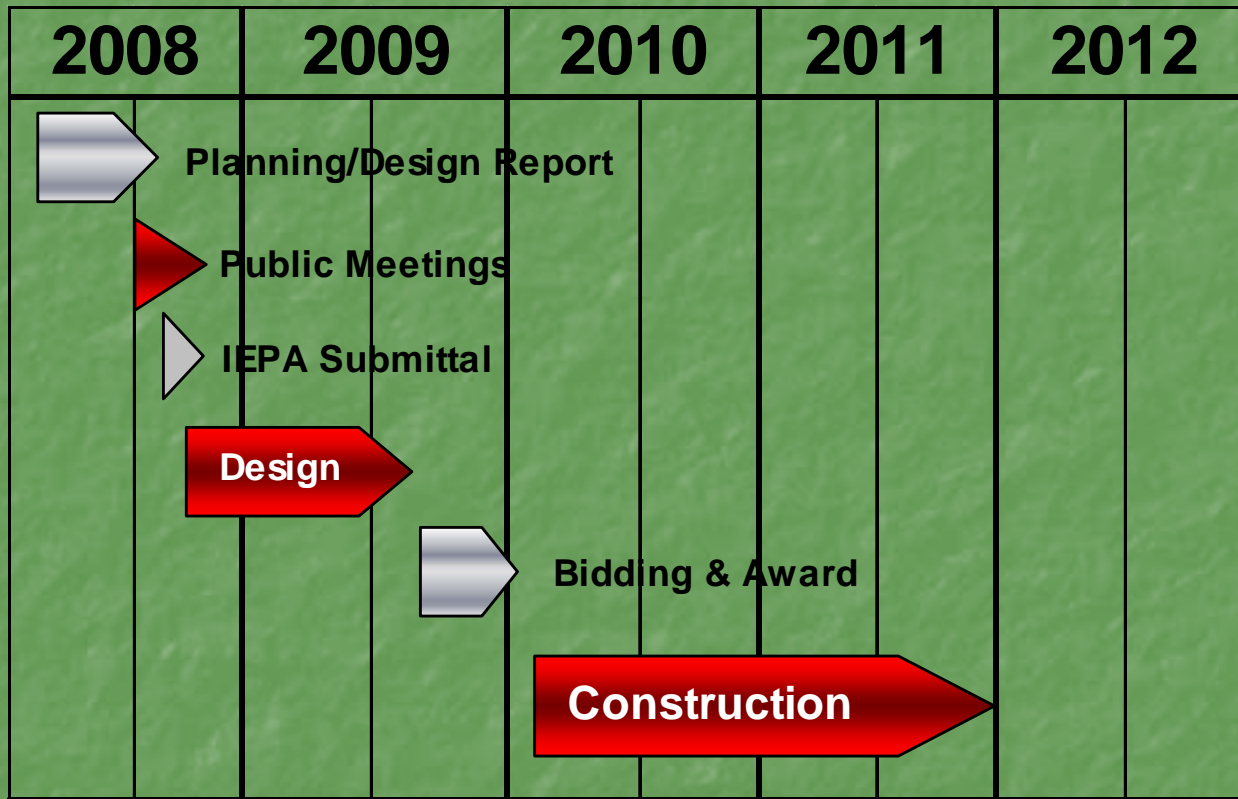 2008 2009 2010 2011 2012
Planning/Design Report
Public Meetings
IEPA Submittal
Design
Bidding & Award
Construction